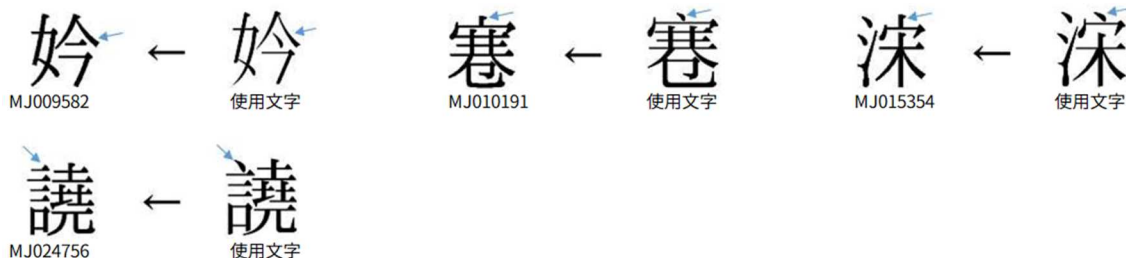 妗 ← 妗 寋 ← 寋 浨 ← 浨
MJ009582 使用文字 MJ010191 使用文字 MJ015354 使用文字
譊 ← 譊
MJ024756 使用文字